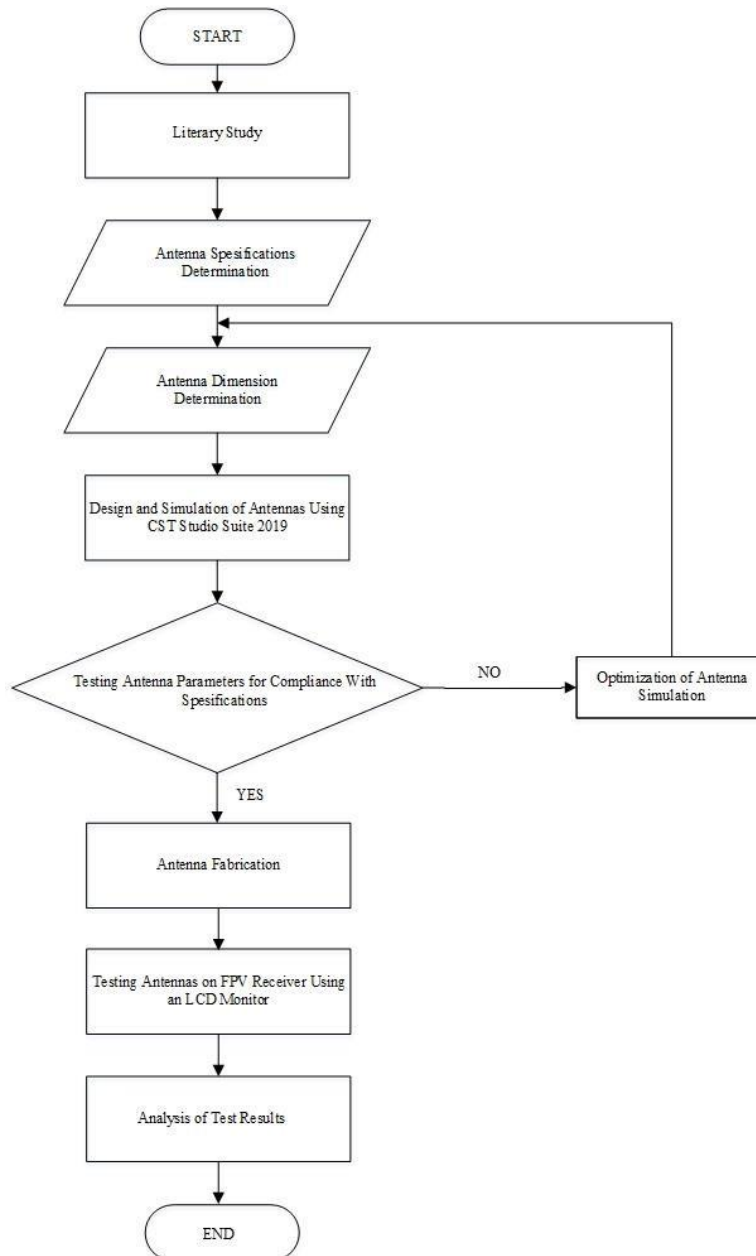 START
Literary Study
Antenna Spesifications
Determination
Antenna Dimension
Determination
Design and Simulation of Antennas Using
CST Studio Suite 2019
Testing Antenna Parameters for Compliance With
Spesifications
NO
Optimization of Antenna
Simulation
YES
Antenna Fabrication
Testing Antennas on FPV Receiver Using
an LCD Monitor
Analysis of Test Results
END